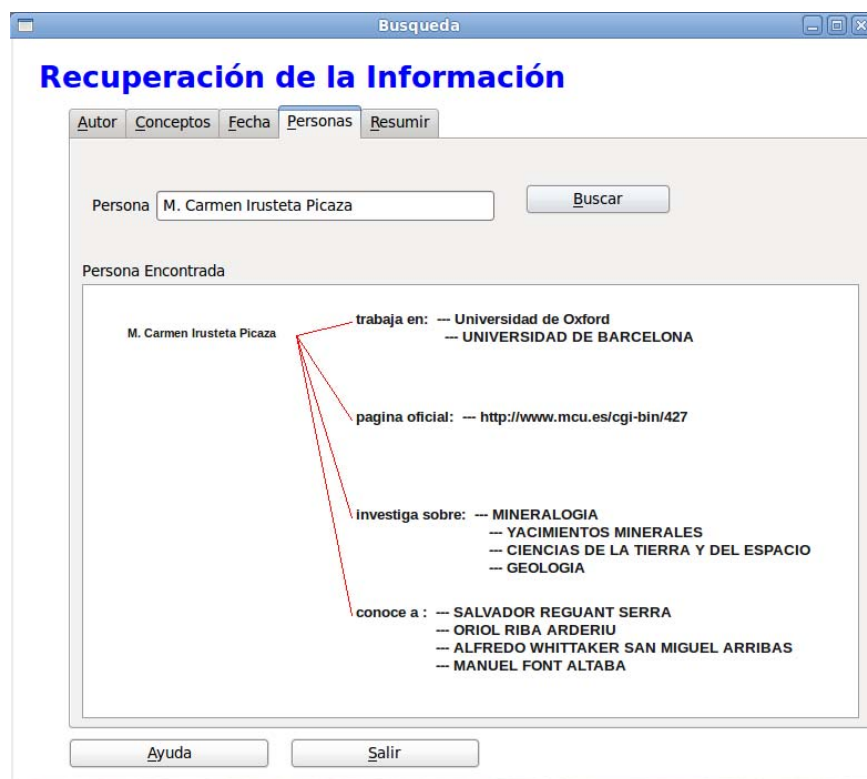 Busqueda
Recuperación de la Información
Autor Conceptos Fecha Personas Resumir
Persona M. Carmen Irusteta Picaza Buscar
Persona Encontrada
M. Carmen Irusteta Picaza
trabaja en: --- Universidad de Oxford
--- UNIVERSIDAD DE BARCELONA
pagina oficial: --- http://www.mcu.es/cgi-bin/427
investiga sobre: --- MINERALOGIA
--- YACIMIENTOS MINERALES
--- CIENCIAS DE LA TIERRA Y DEL ESPACIO
--- GEOLOGIA
conoce a : --- SALVADOR REGUANT SERRA
--- ORIOL RIBA ARDERIU
--- ALFREDO WHITTAKER SAN MIGUEL ARRIBAS
--- MANUEL FONT ALTABA
Ayuda Salir